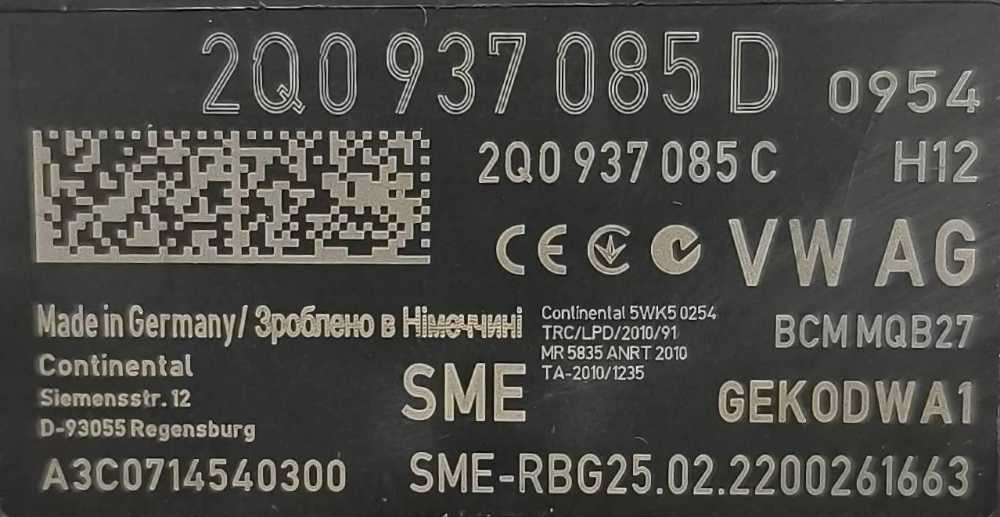 2Q0 937 085 D 0954
2Q0 937 085 C H12
CE VW AG
Made in Germany/ Зроблено в Німеччині
Continental
Siemensstr. 12
D-93055 Regensburg
A3C0714540300
Continental 5WK5 0254
TRC/LPD/2010/91
MR 5835 ANRT 2010
TA-2010/1235
SME
BCM MQB27
GEKODWA1
SME-RBG25.02.2200261663